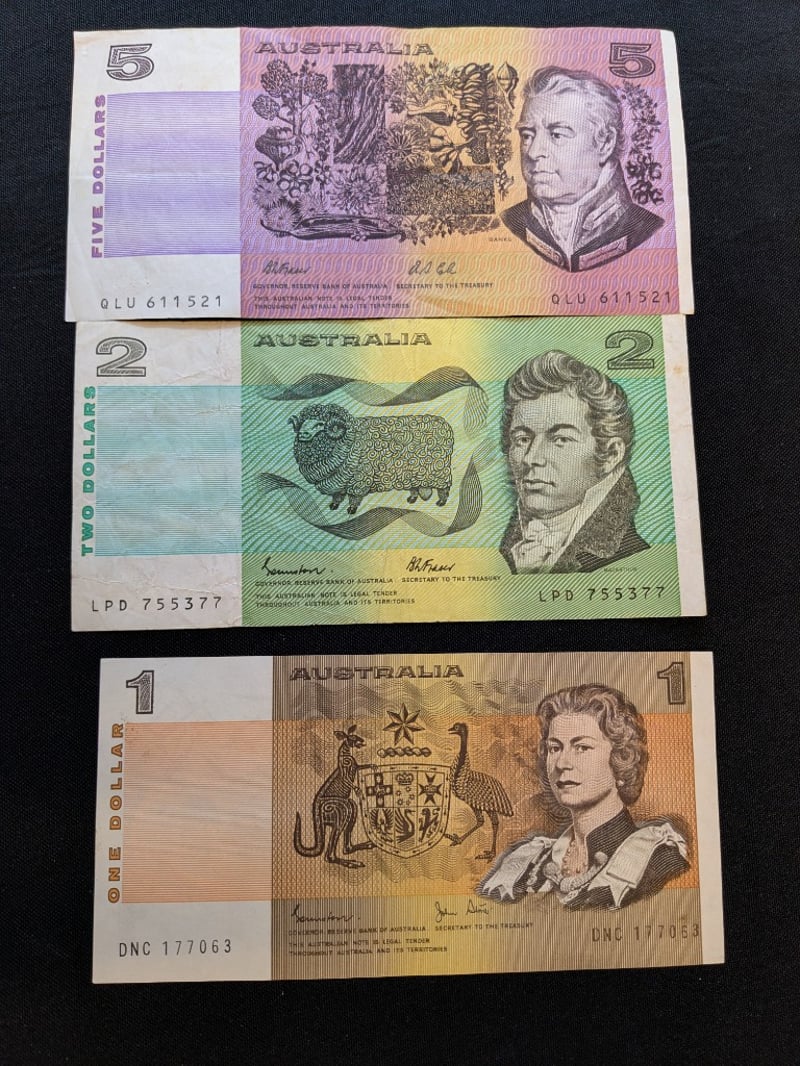 5 AUSTRALIA 5
FIVE DOLLARS
BANKS
GOVERNOR, RESERVE BANK OF AUSTRALIA SECRETARY TO THE TREASURY
THIS AUSTRALIAN NOTE IS LEGAL TENDER
THROUGHOUT AUSTRALIA AND ITS TERRITORIES
QLU 611521 QLU 611521
2 AUSTRALIA 2
TWO DOLLARS
MACARTHUR
GOVERNOR, RESERVE BANK OF AUSTRALIA SECRETARY TO THE TREASURY
THIS AUSTRALIAN NOTE IS LEGAL TENDER
THROUGHOUT AUSTRALIA AND ITS TERRITORIES
LPD 755377 LPD 755377
1 AUSTRALIA 1
ONE DOLLAR
GOVERNOR, RESERVE BANK OF AUSTRALIA SECRETARY TO THE TREASURY
THIS AUSTRALIAN NOTE IS LEGAL TENDER
THROUGHOUT AUSTRALIA AND ITS TERRITORIES
DNC 177063 DNC 177063